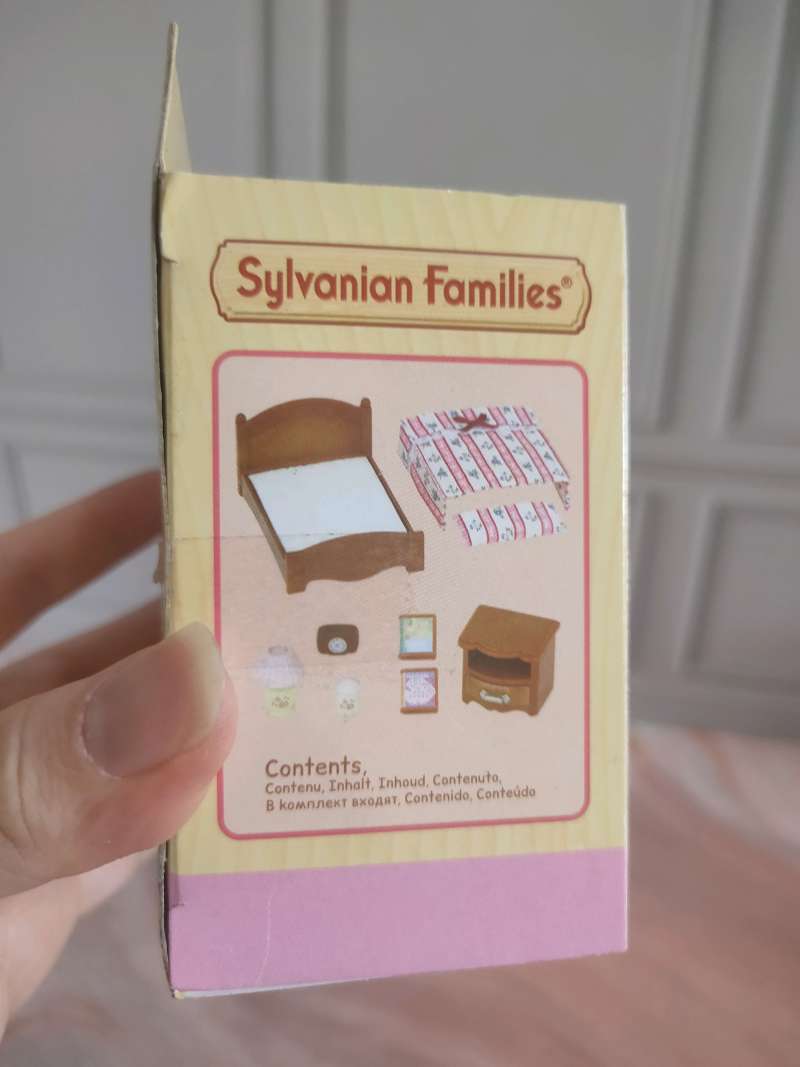 Sylvanian Families®
Contents,
Contenu, Inhalt, Inhoud, Contenuto,
В комплект входят, Contenido, Conteúdo